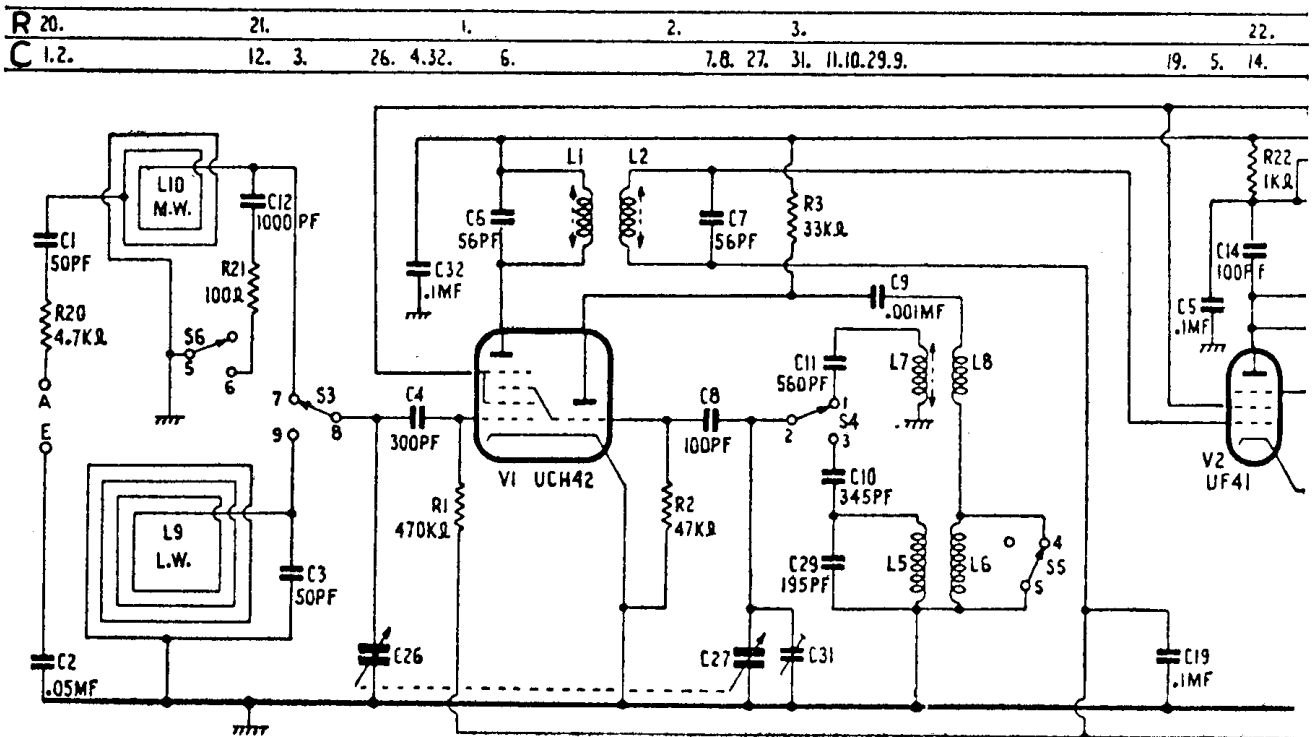 R 20. 21. 1. 2. 3. 22.
C 1.2. 12. 3. 26. 4.32. 6. 7.8. 27. 31. 11.10.29.9. 19. 5. 14.
L10
M.W.
C12
1000PF
C1
50PF
R21
100Ω
R20
4.7KΩ
S6
5
6
A
E
7
S3
8
9
L9
L.W.
C3
50PF
C2
.05MF
C4
300PF
R1
470KΩ
C26
C6
56PF
L1
L2
C7
56PF
C32
.1MF
R3
33KΩ
V1 UCH42
R2
47KΩ
C8
100PF
C9
.001MF
C11
560PF
L7
L8
1
2
S4
3
C10
345PF
C29
195PF
L5
L6
4
S5
5
C27
C31
C19
.1MF
R22
1KΩ
C14
100PF
C5
.1MF
V2
UF41